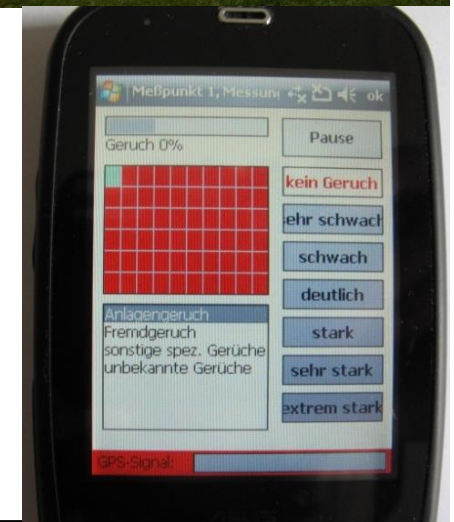 Meßpunkt 1, Messun ok
Geruch 0%
Anlagengeruch
Fremdgeruch
sonstige spez. Gerüche
unbekannte Gerüche
Pause
kein Geruch
ehr schwach
schwach
deutlich
stark
sehr stark
extrem stark
GPS-Signal: